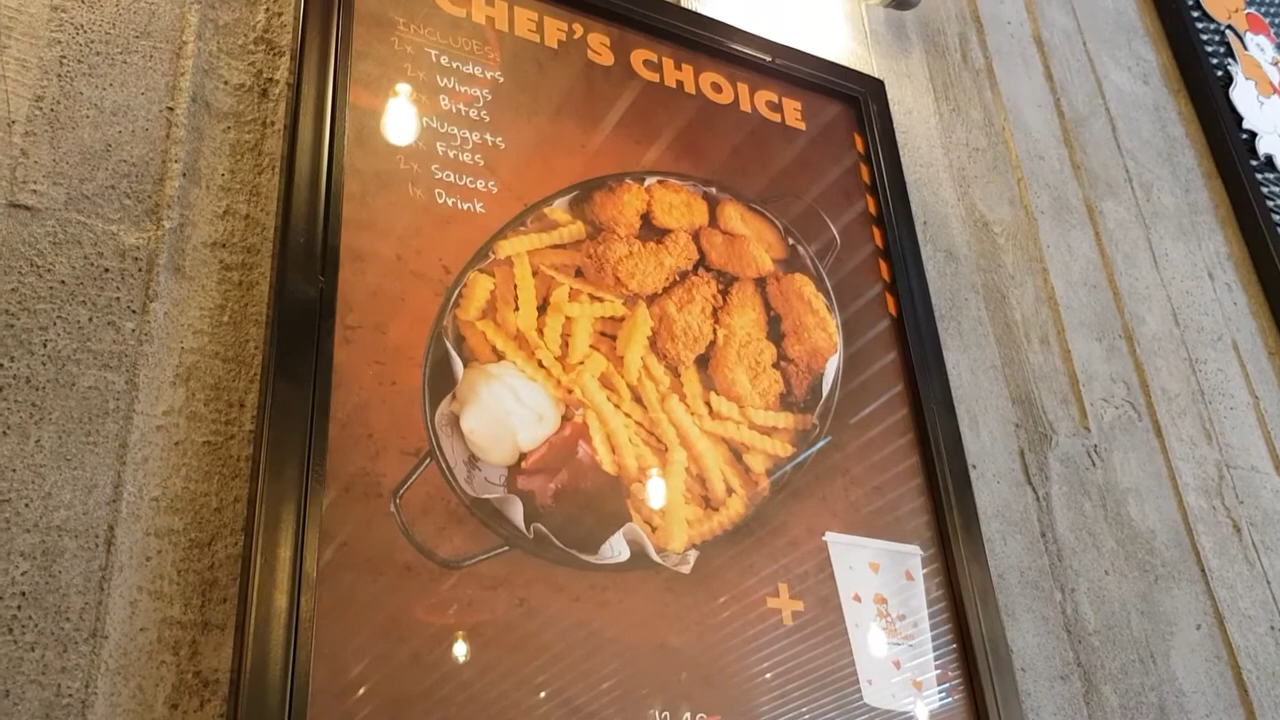 CHEF'S CHOICE
INCLUDES:
2x Tenders
2x Wings
Bites
Nuggets
Fries
2x Sauces
1x Drink